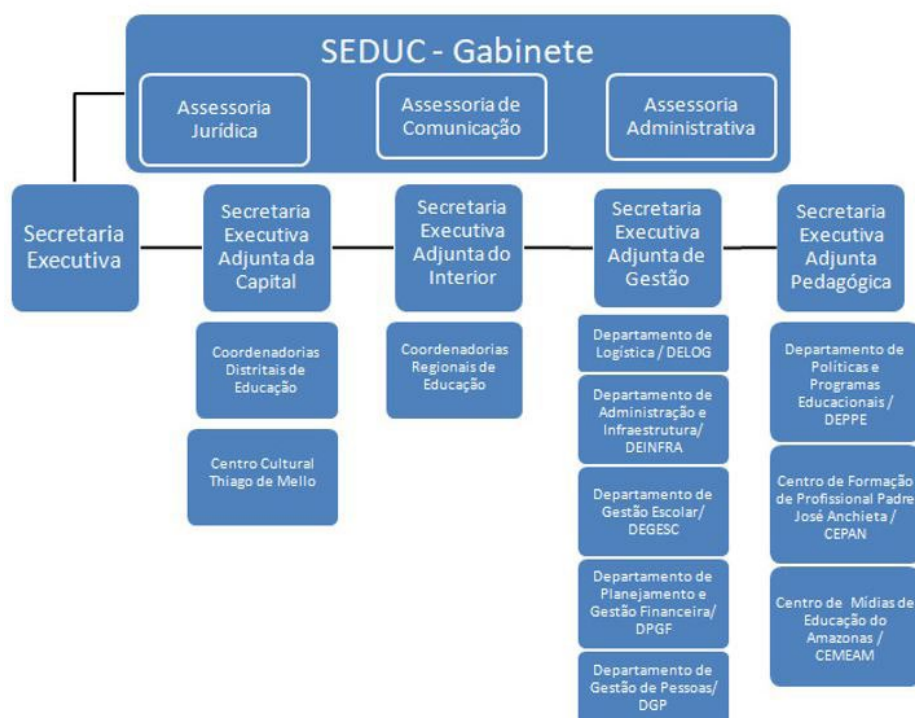 SEDUC - Gabinete
Assessoria
Jurídica
Assessoria de
Comunicação
Assessoria
Administrativa
Secretaria
Executiva
Secretaria
Executiva
Adjunta da
Capital
Secretaria
Executiva
Adjunta do
Interior
Secretaria
Executiva
Adjunta de
Gestão
Secretaria
Executiva
Adjunta
Pedagógica
Coordenadorias
Distritais de
Educação
Centro Cultural
Thiago de Mello
Coordenadorias
Regionais de
Educação
Departamento de
Logística / DELOG
Departamento de
Administração e
Infraestrutura/
DEINFRA
Departamento de
Gestão Escolar/
DEGESC
Departamento de
Planejamento e
Gestão Financeira/
DPGF
Departamento de
Gestão de Pessoas/
DGP
Departamento de
Políticas e
Programas
Educacionais /
DEPPE
Centro de Formação
de Profissional Padre
José Anchieta /
CEPAN
Centro de Mídias de
Educação do
Amazonas /
CEMEAM